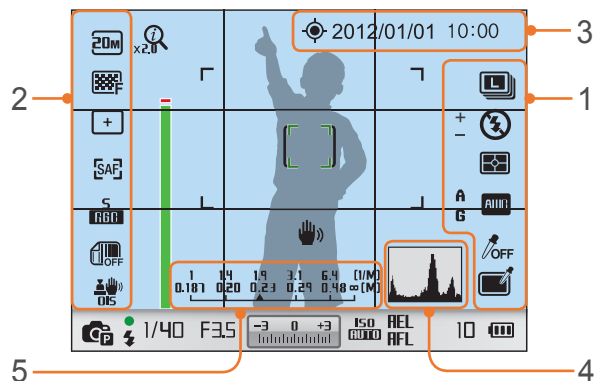 3
2012/01/01 10:00
2
1
20M
x2.0
i
F
L
+
-
+
SAF
S
RGB
A
G
AWB
OFF
OFF
OIS
1 1.4 1.9 3.1 6.4 [1/M]
0.187 0.20 0.23 0.29 0.48 ∞ [M]
P
1/40 F3.5
-3 0 +3
ISO
AUTO
AEL
AFL
10
5
4